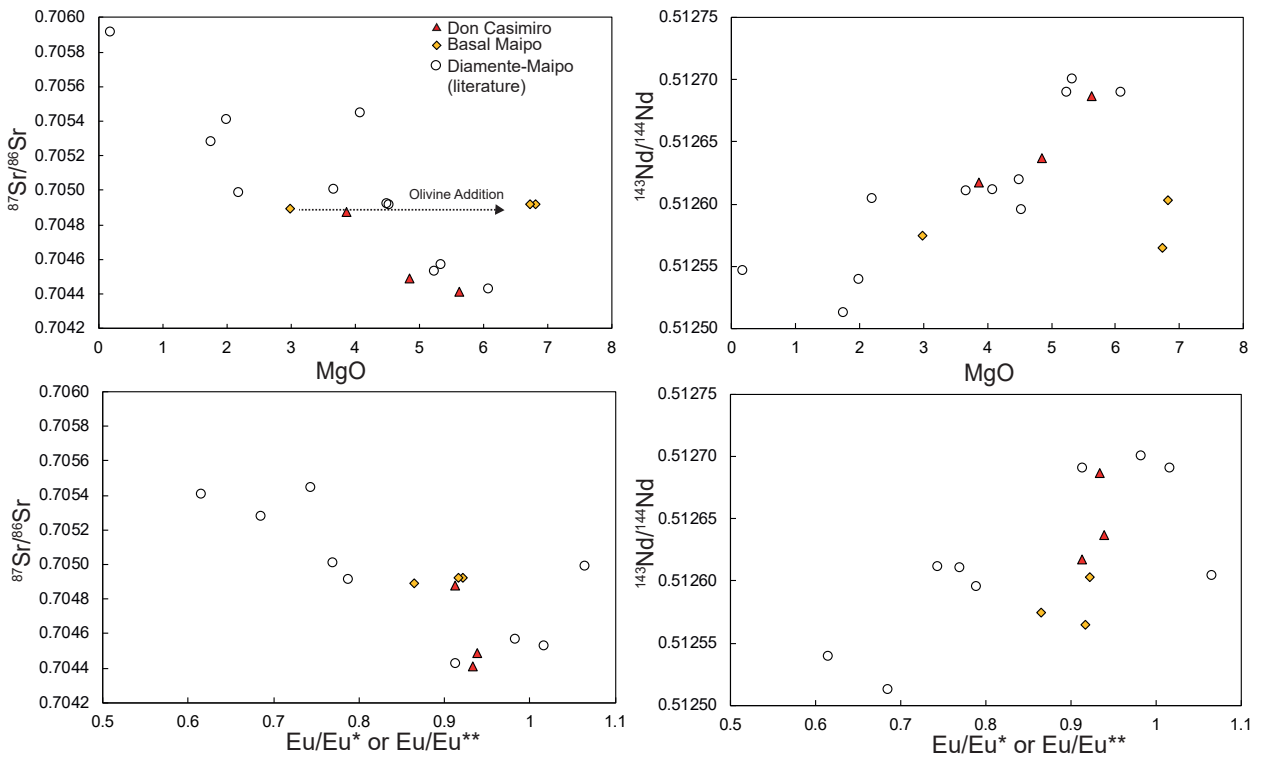 0.7060
0.7058
0.7056
0.7054
0.7052
0.7050
0.7048
0.7046
0.7044
0.7042
87Sr/86Sr
Don Casimiro
Basal Maipo
Diamente-Maipo
(literature)
Olivine Addition
0 1 2 3 4 5 6 7 8
MgO
0.51275
0.51270
0.51265
0.51260
0.51255
0.51250
143Nd/144Nd
0 1 2 3 4 5 6 7 8
MgO
0.7060
0.7058
0.7056
0.7054
0.7052
0.7050
0.7048
0.7046
0.7044
0.7042
87Sr/86Sr
0.5 0.6 0.7 0.8 0.9 1 1.1
Eu/Eu* or Eu/Eu**
0.51275
0.51270
0.51265
0.51260
0.51255
0.51250
143Nd/144Nd
0.5 0.6 0.7 0.8 0.9 1 1.1
Eu/Eu* or Eu/Eu**